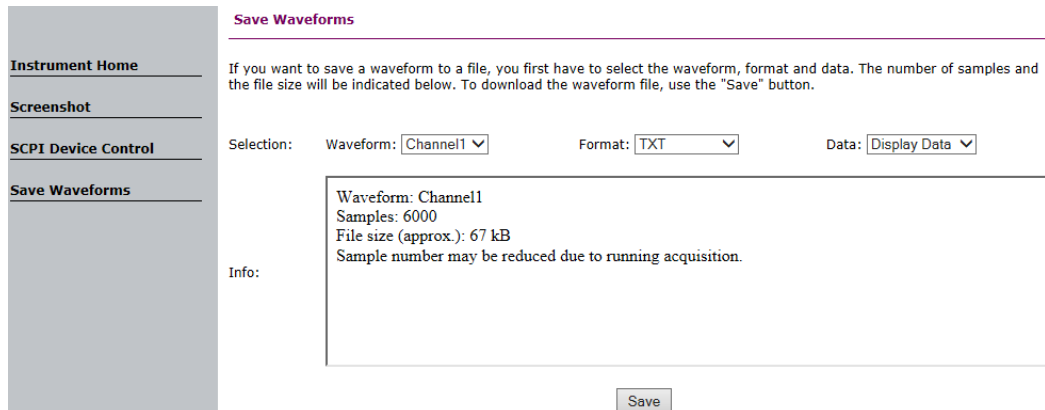 Save Waveforms
Instrument Home
Screenshot
SCPI Device Control
Save Waveforms
If you want to save a waveform to a file, you first have to select the waveform, format and data. The number of samples and
the file size will be indicated below. To download the waveform file, use the "Save" button.
Selection: Waveform: Channel1 Format: TXT Data: Display Data
Info:
Waveform: Channel1
Samples: 6000
File size (approx.): 67 kB
Sample number may be reduced due to running acquisition.
Save